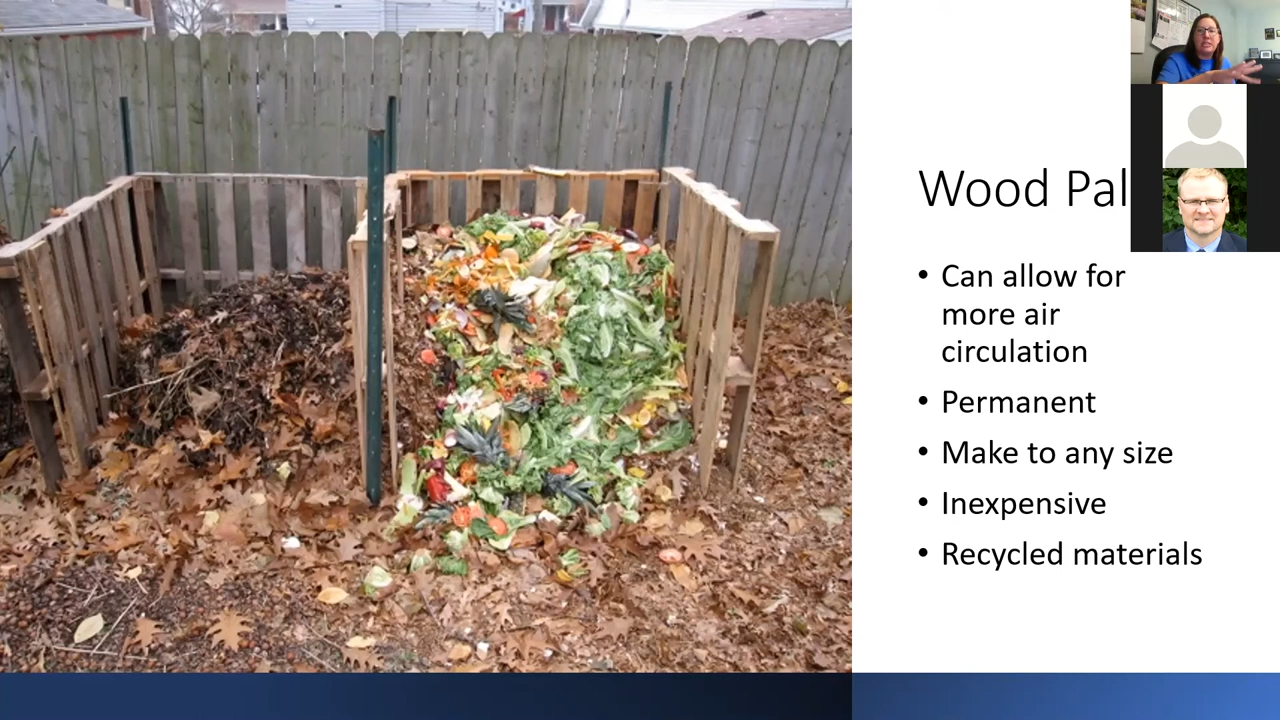 Wood Pal
• Can allow for
more air
circulation
• Permanent
• Make to any size
• Inexpensive
• Recycled materials